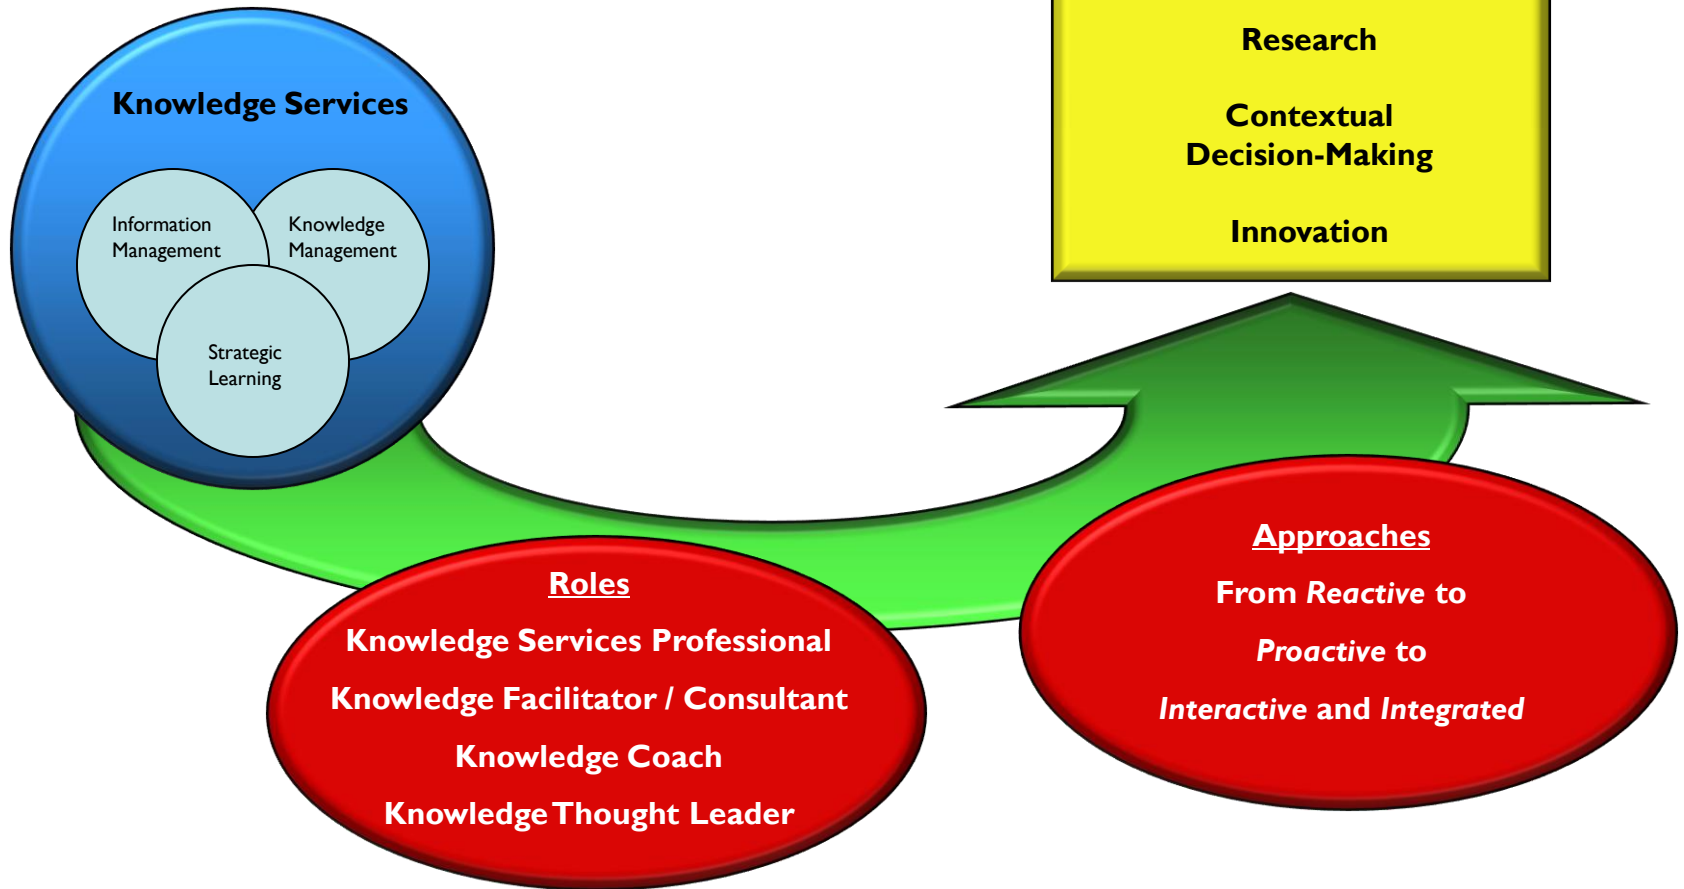 Knowledge Services
Information
Management
Knowledge
Management
Strategic
Learning
Research
Contextual
Decision-Making
Innovation
Roles
Knowledge Services Professional
Knowledge Facilitator / Consultant
Knowledge Coach
Knowledge Thought Leader
Approaches
From Reactive to
Proactive to
Interactive and Integrated